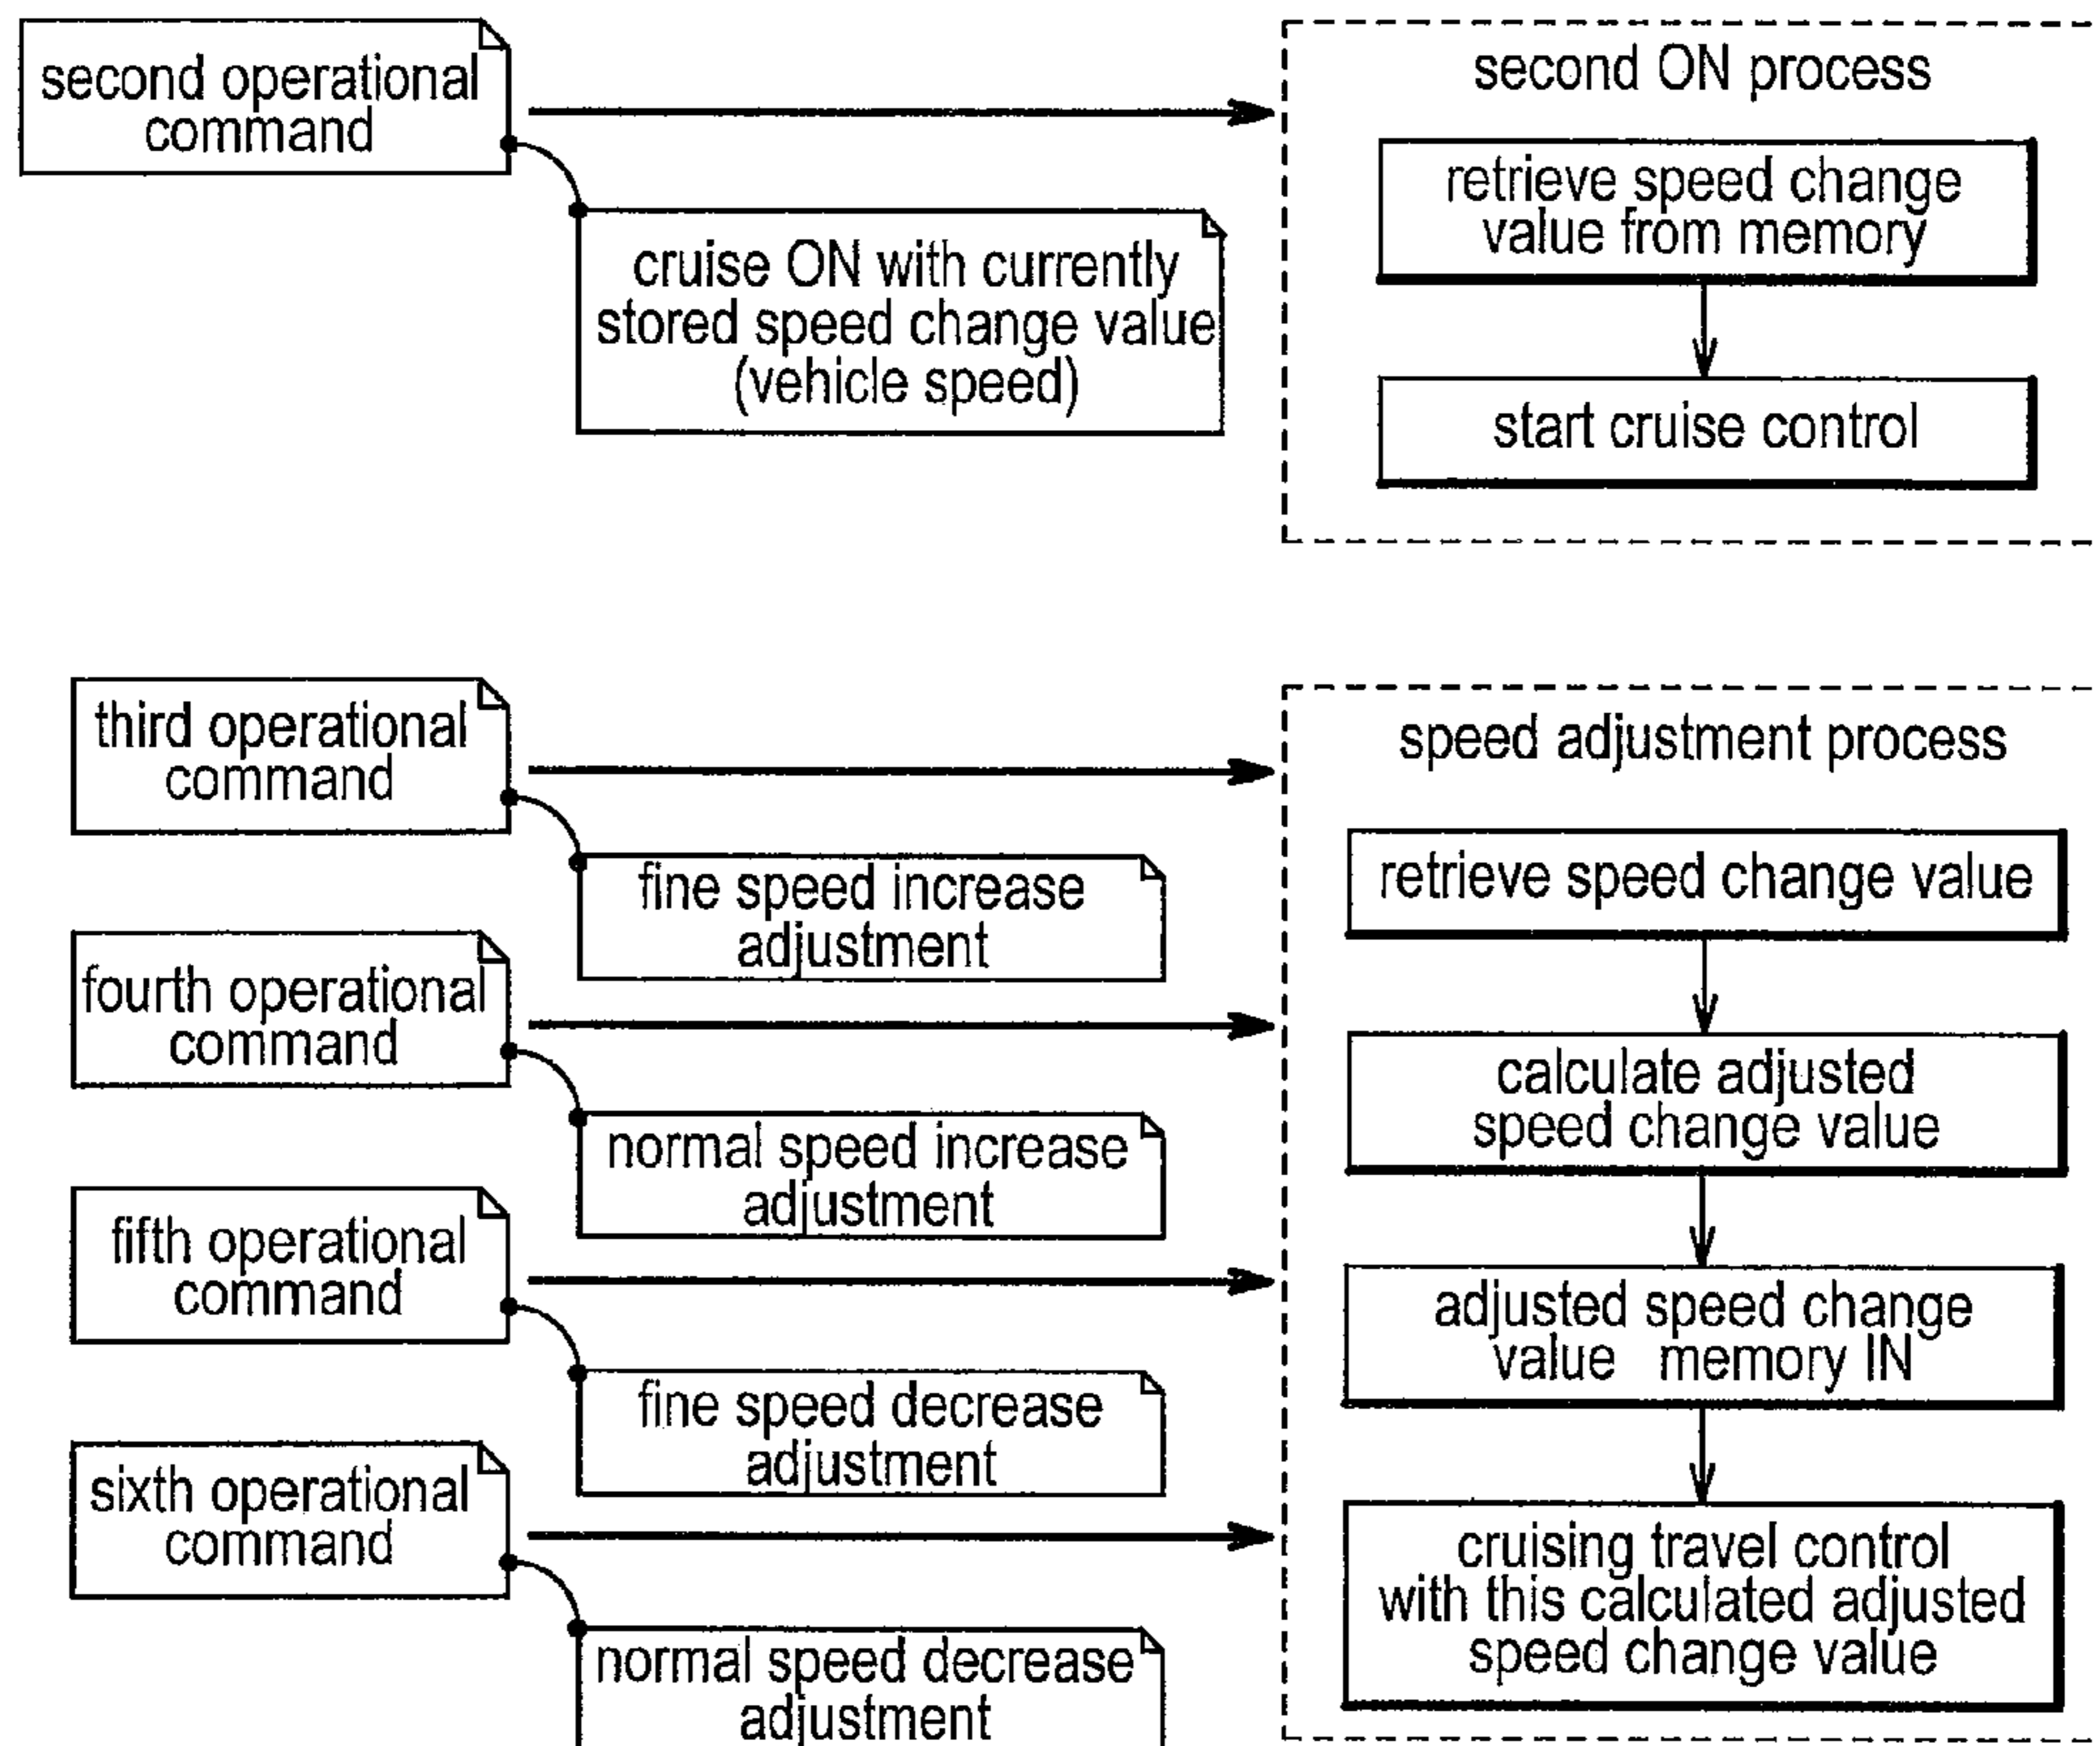 second operational
command
cruise ON with currently
stored speed change value
(vehicle speed)
second ON process
retrieve speed change
value from memory
start cruise control
third operational
command
fine speed increase
adjustment
fourth operational
command
normal speed increase
adjustment
fifth operational
command
fine speed decrease
adjustment
sixth operational
command
normal speed decrease
adjustment
speed adjustment process
retrieve speed change value
calculate adjusted
speed change value
adjusted speed change
value memory IN
cruising travel control
with this calculated adjusted
speed change value